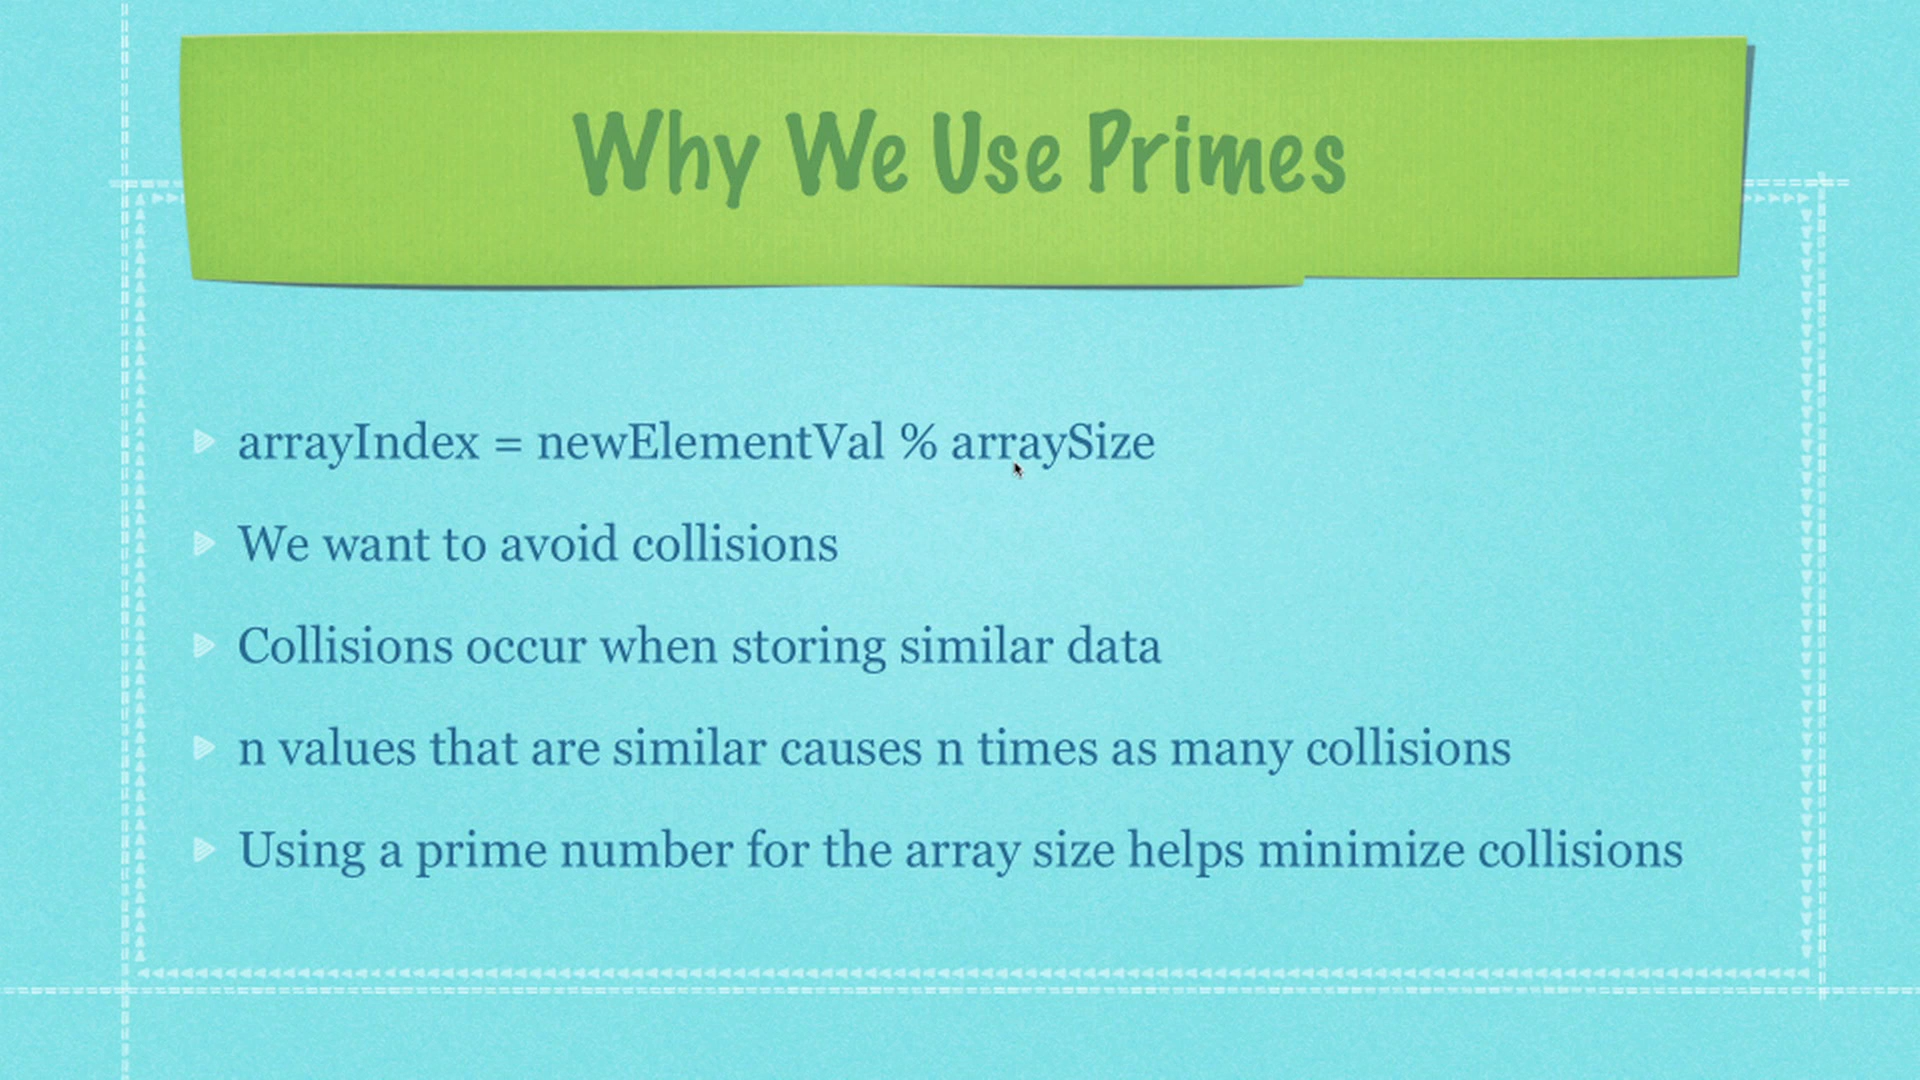 Why We Use Primes
arrayIndex = newElementVal % arraySize
We want to avoid collisions
Collisions occur when storing similar data
n values that are similar causes n times as many collisions
Using a prime number for the array size helps minimize collisions